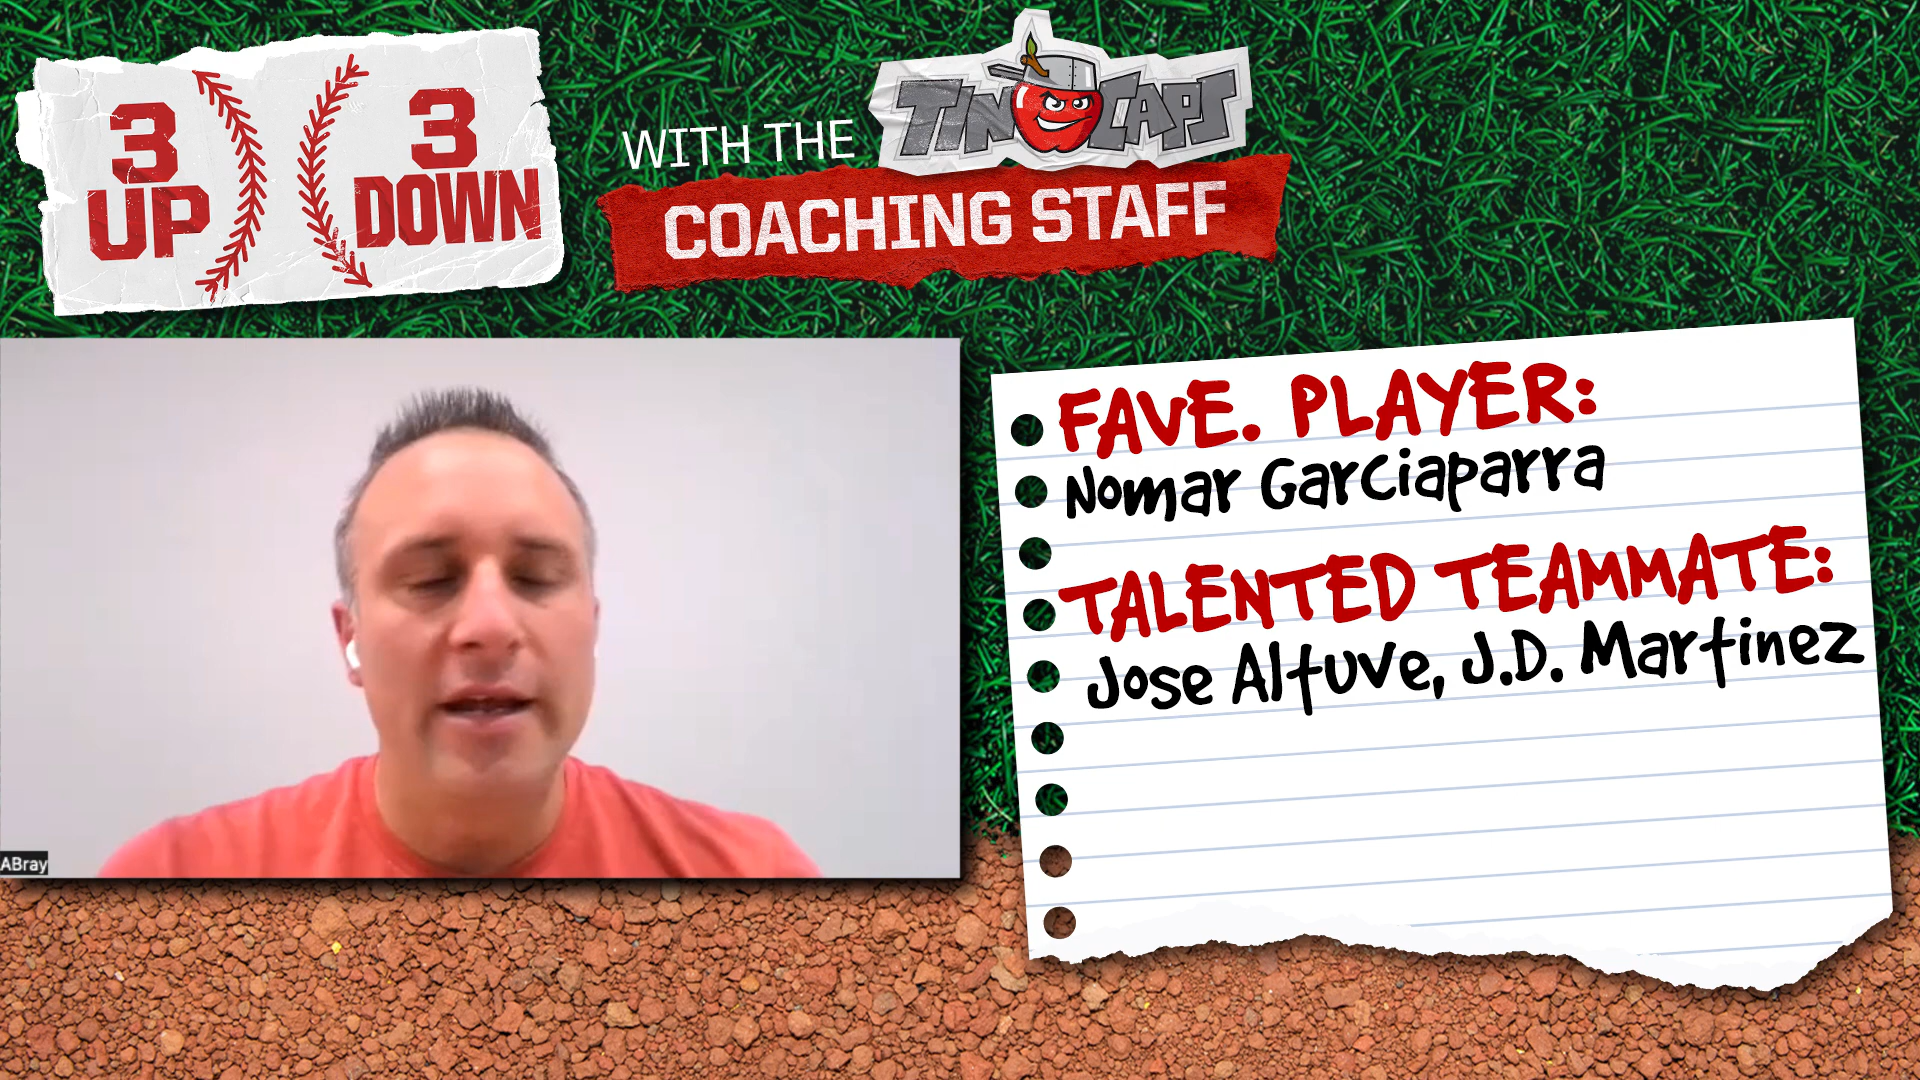 3 UP 3 DOWN
WITH THE TINCAPS
COACHING STAFF
FAVE. PLAYER:
Nomar Garciaparra
TALENTED TEAMMATE:
Jose Altuve, J.D. Martinez
ABray